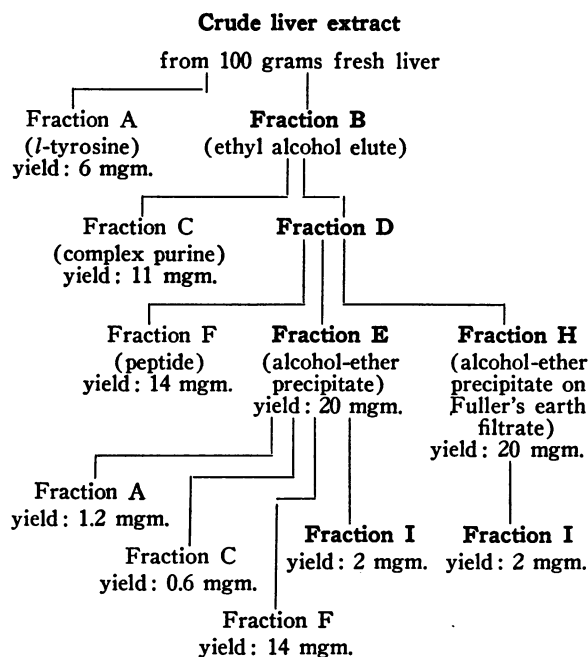 Crude liver extract
from 100 grams fresh liver
Fraction A
(l-tyrosine)
yield: 6 mgm.
Fraction B
(ethyl alcohol elute)
Fraction C
(complex purine)
yield: 11 mgm.
Fraction D
Fraction F
(peptide)
yield: 14 mgm.
Fraction E
(alcohol-ether
precipitate)
yield: 20 mgm.
Fraction H
(alcohol-ether
precipitate on
Fuller's earth
filtrate)
yield: 20 mgm.
Fraction A
yield: 1.2 mgm.
Fraction C
yield: 0.6 mgm.
Fraction F
yield: 14 mgm.
Fraction I
yield: 2 mgm.
Fraction I
yield: 2 mgm.